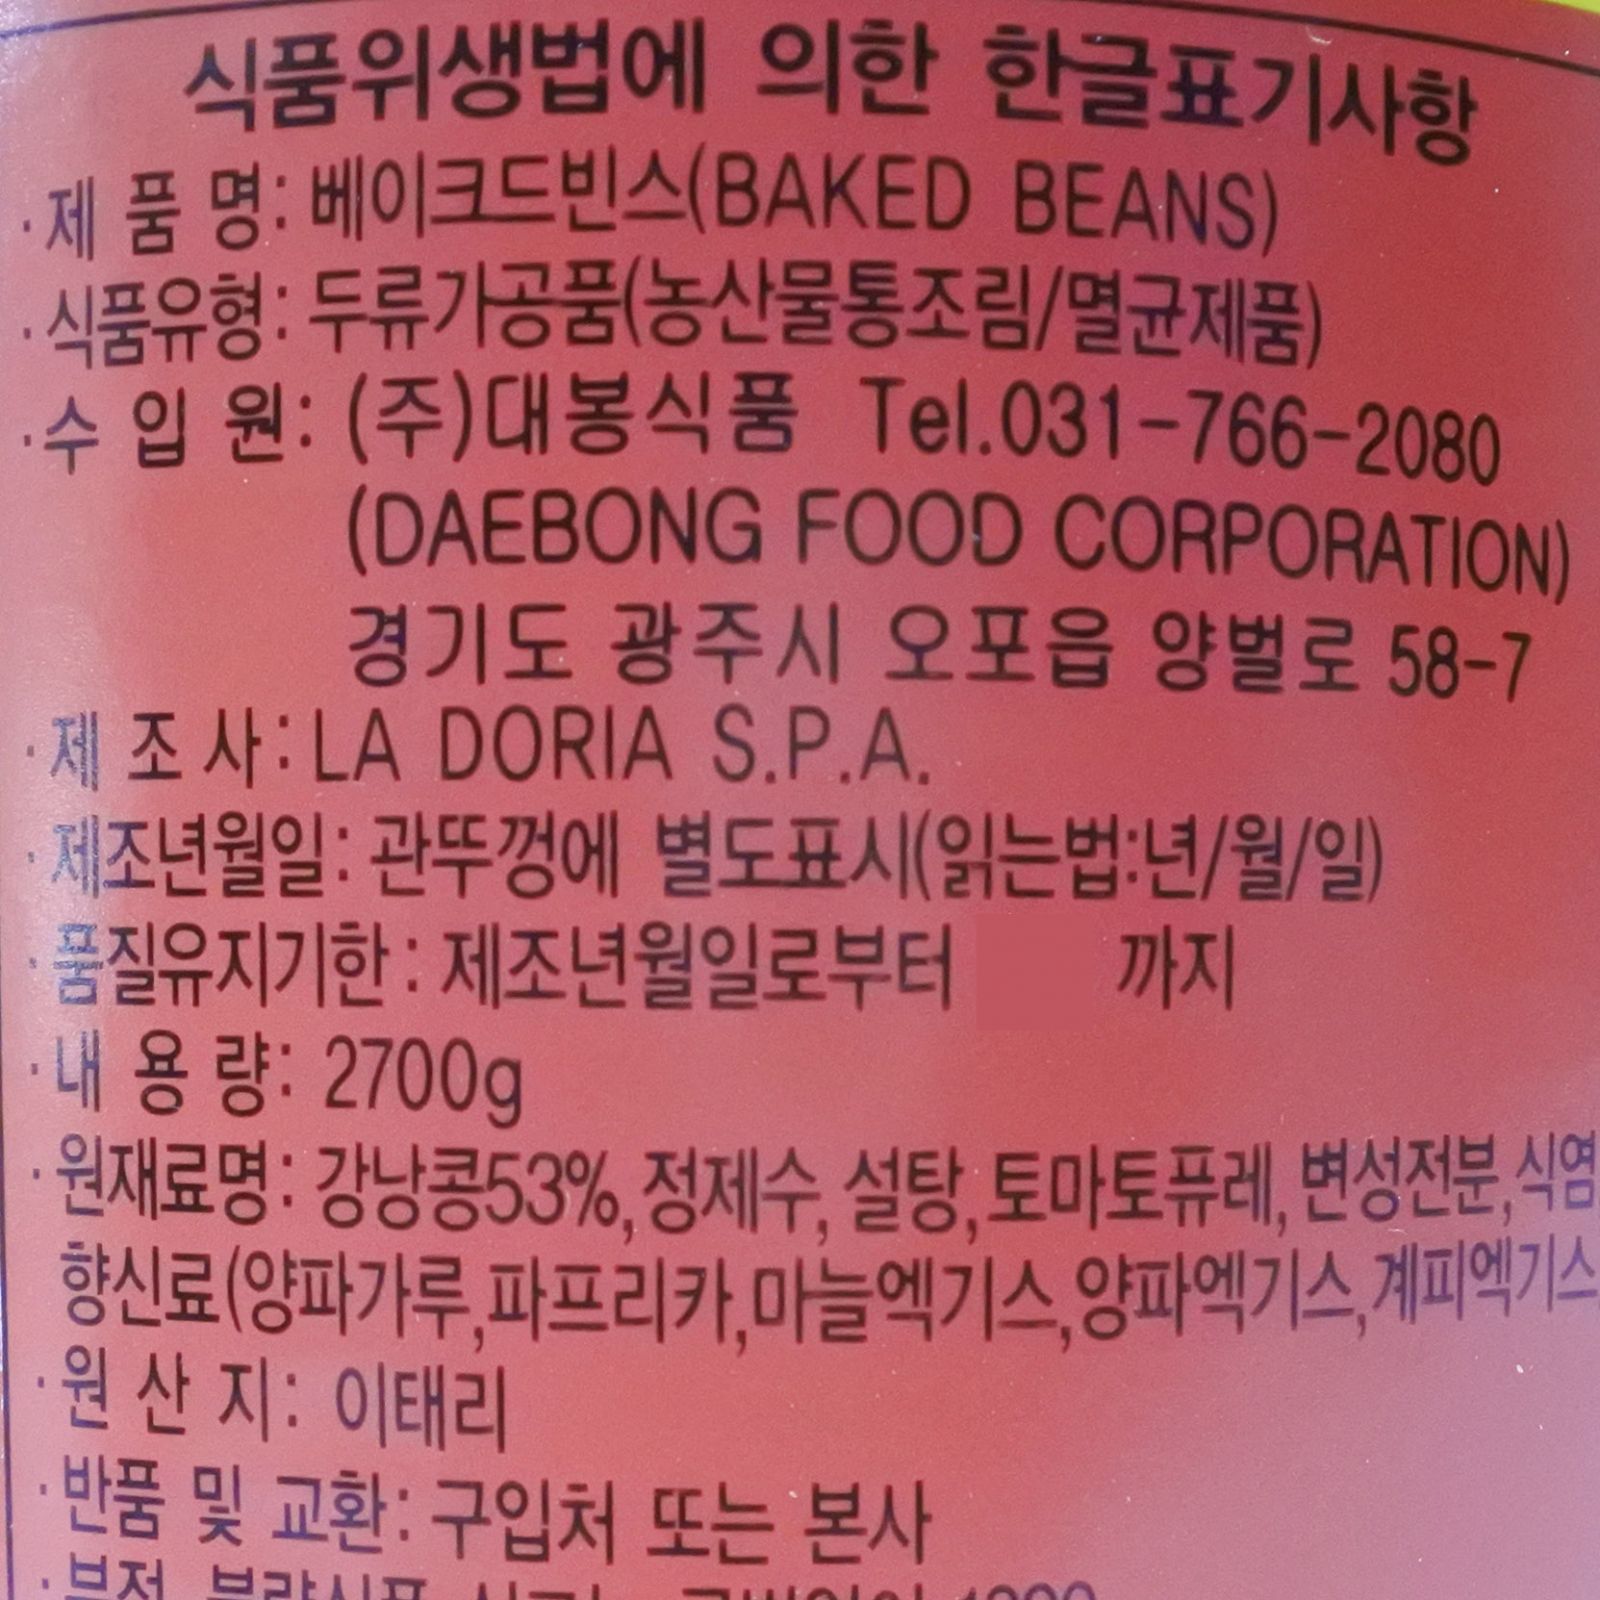 식품위생법에 의한 한글표기사항
·제 품 명: 베이크드빈스(BAKED BEANS)
·식품유형: 두류가공품(농산물통조림/멸균제품)
·수 입 원: (주)대봉식품 Tel.031-766-2080
(DAEBONG FOOD CORPORATION)
경기도 광주시 오포읍 양벌로 58-7
·제 조 사: LA DORIA S.P.A.
·제조년월일: 관뚜껑에 별도표시(읽는법:년/월/일)
·품질유지기한: 제조년월일로부터 까지
·내 용 량: 2700g
·원재료명: 강낭콩53%, 정제수, 설탕, 토마토퓨레, 변성전분, 식염
향신료(양파가루,파프리카,마늘엑기스,양파엑기스,계피엑기스,
·원 산 지: 이태리
·반품 및 교환: 구입처 또는 본사
·부정 불량식품